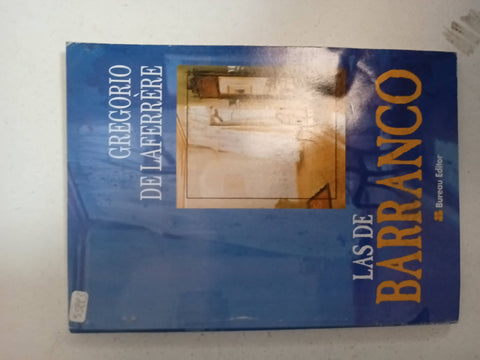 GREGORIO
DE LAFERRÈRE
LAS DE
BARRANCO
Bureau Editor